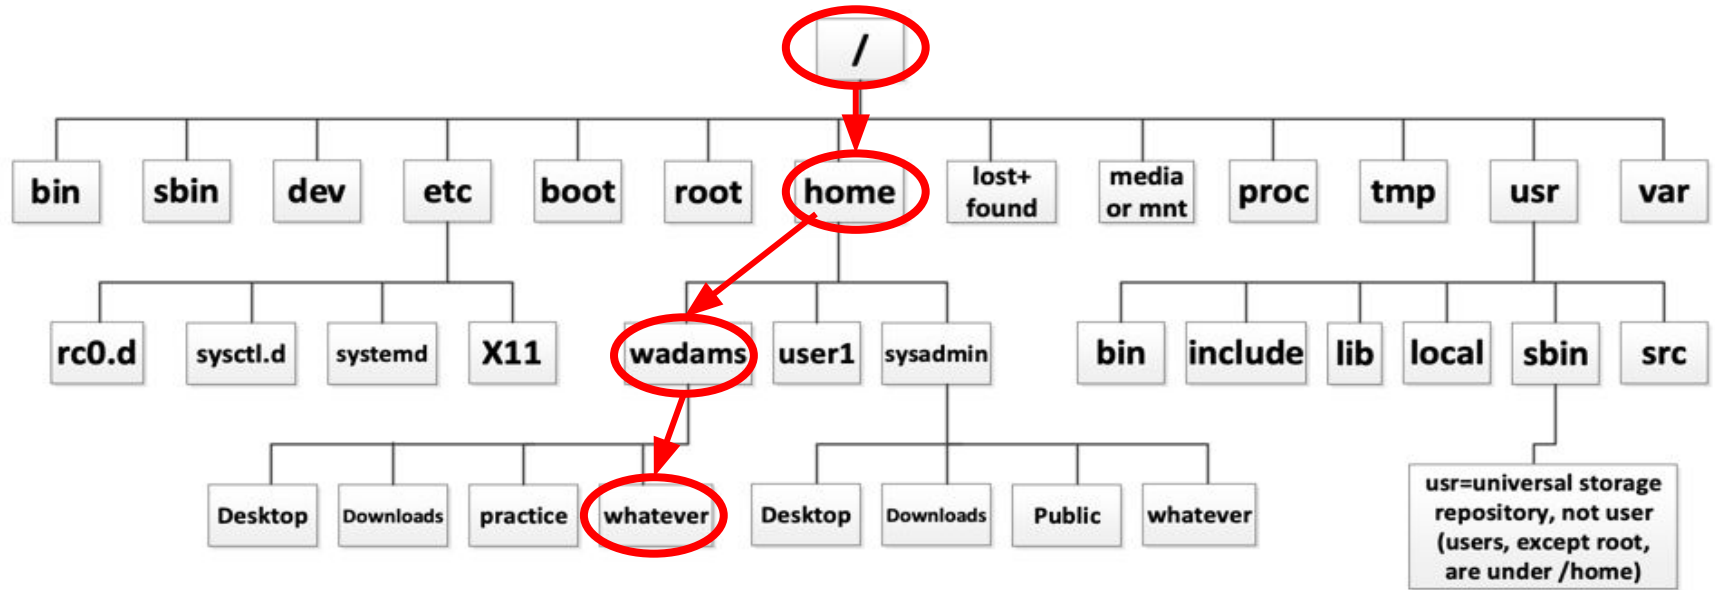 /
bin
sbin
dev
etc
boot
root
home
lost+
found
media
or mnt
proc
tmp
usr
var
rc0.d
sysctl.d
systemd
X11
wadams
user1
sysadmin
bin
include
lib
local
sbin
src
Desktop
Downloads
practice
whatever
Desktop
Downloads
Public
whatever
usr=universal storage
repository, not user
(users, except root,
are under /home)